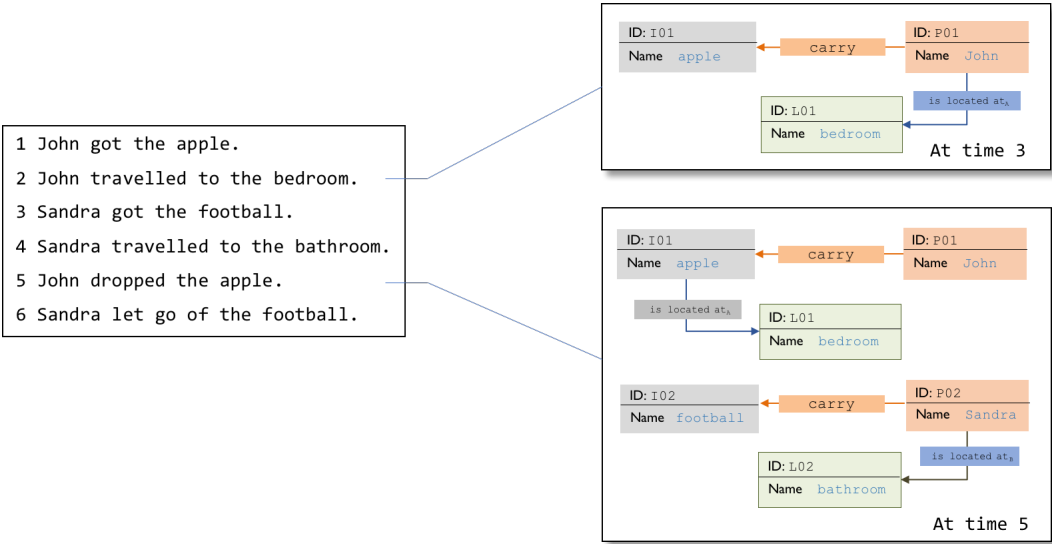 1 John got the apple.
2 John travelled to the bedroom.
3 Sandra got the football.
4 Sandra travelled to the bathroom.
5 John dropped the apple.
6 Sandra let go of the football.
ID: I01
Name apple
carry
ID: P01
Name John
is located at_A
ID: L01
Name bedroom
At time 3
ID: I01
Name apple
carry
ID: P01
Name John
is located at_A
ID: L01
Name bedroom
ID: I02
Name football
carry
ID: P02
Name Sandra
is located at_B
ID: L02
Name bathroom
At time 5